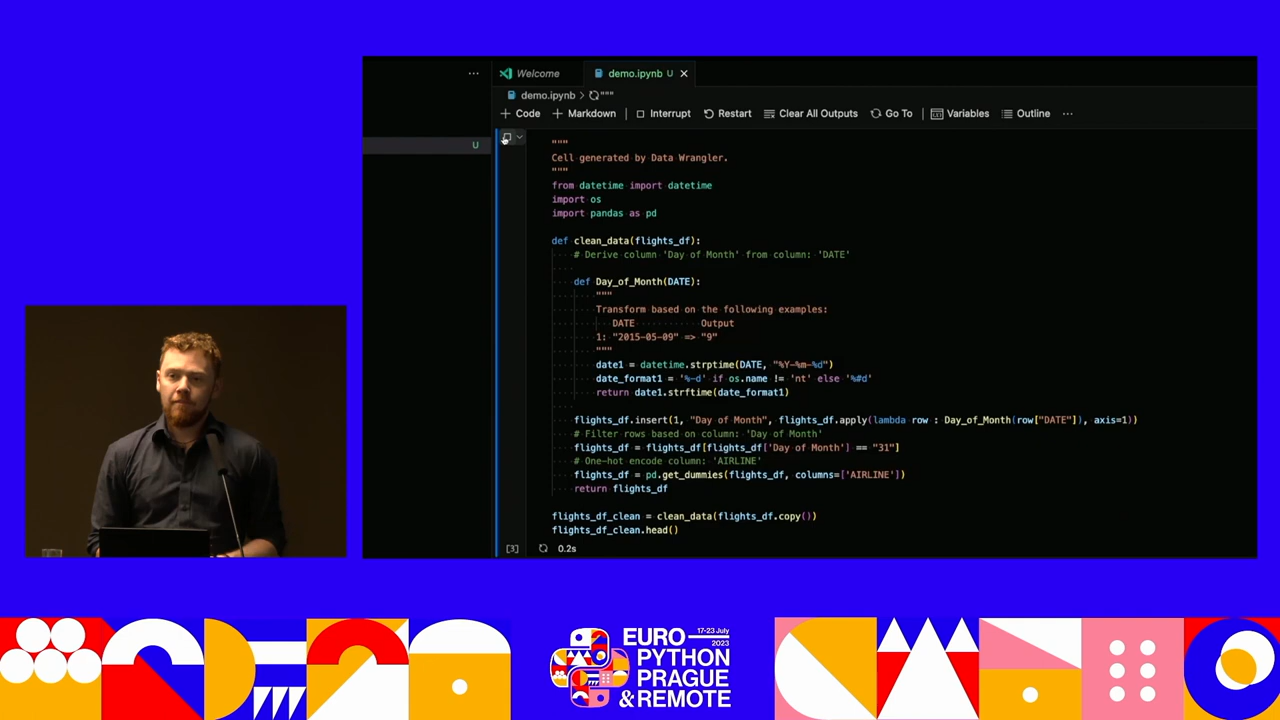 Welcome
demo.ipynb U
demo.ipynb > """
+ Code + Markdown Interrupt Restart Clear All Outputs Go To Variables Outline ...
U
"""
Cell generated by Data Wrangler.
"""
from datetime import datetime
import os
import pandas as pd
def clean_data(flights_df):
# Derive column 'Day of Month' from column: 'DATE'
def Day_of_Month(DATE):
"""
Transform based on the following examples:
DATE Output
1: "2015-05-09" => "9"
"""
date1 = datetime.strptime(DATE, "%Y-%m-%d")
date_format1 = '%-d' if os.name != 'nt' else '%#d'
return date1.strftime(date_format1)
flights_df.insert(1, "Day of Month", flights_df.apply(lambda row : Day_of_Month(row["DATE"]), axis=1))
# Filter rows based on column: 'Day of Month'
flights_df = flights_df[flights_df['Day of Month'] == "31"]
# One-hot encode column: 'AIRLINE'
flights_df = pd.get_dummies(flights_df, columns=['AIRLINE'])
return flights_df
flights_df_clean = clean_data(flights_df.copy())
flights_df_clean.head()
[3] 0.2s
17-23 July
2023
EURO
PYTHON
PRAGUE
& REMOTE